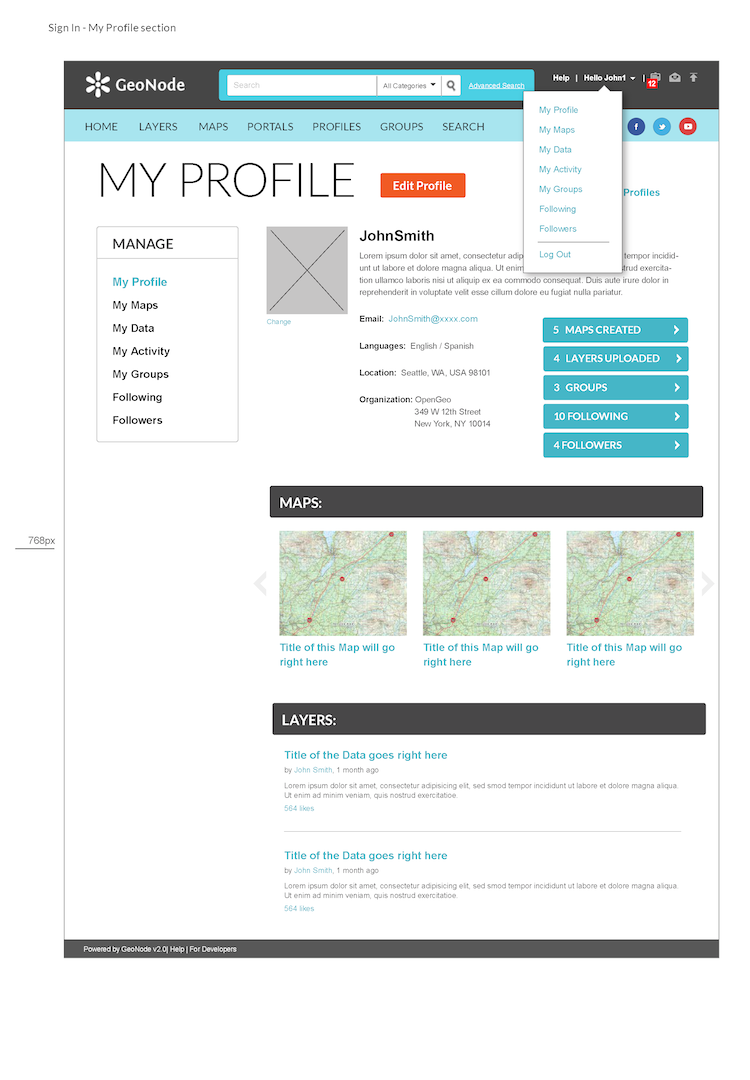 Sign In - My Profile section
GeoNode
Search
All Categories
Advanced Search
Help | Hello John1 |
12
HOME LAYERS MAPS PORTALS PROFILES GROUPS SEARCH
My Profile
My Maps
My Data
My Activity
My Groups
Following
Followers
Log Out
MY PROFILE
Edit Profile
Profiles
MANAGE
My Profile
My Maps
My Data
My Activity
My Groups
Following
Followers
Change
JohnSmith
Lorem ipsum dolor sit amet, consectetur adip tempor incidid-
unt ut labore et dolore magna aliqua. Ut enim strud exercita-
tion ullamco laboris nisi ut aliquip ex ea commodo consequat. Duis aute irure dolor in
reprehenderit in voluptate velit esse cillum dolore eu fugiat nulla pariatur.
Email: JohnSmith@xxxx.com
Languages: English / Spanish
Location: Seattle, WA, USA 98101
Organization: OpenGeo
349 W 12th Street
New York, NY 10014
5 MAPS CREATED
4 LAYERS UPLOADED
3 GROUPS
10 FOLLOWING
4 FOLLOWERS
768px
MAPS:
Title of this Map will go
right here
Title of this Map will go
right here
Title of this Map will go
right here
LAYERS:
Title of the Data goes right here
by John Smith, 1 month ago
Lorem ipsum dolor sit amet, consectetur adipisicing elit, sed smod tempor incididunt ut labore et dolore magna aliqua.
Ut enim ad minim veniam, quis nostrud exercitatioe.
564 likes
Title of the Data goes right here
by John Smith, 1 month ago
Lorem ipsum dolor sit amet, consectetur adipisicing elit, sed smod tempor incididunt ut labore et dolore magna aliqua.
Ut enim ad minim veniam, quis nostrud exercitatioe.
564 likes
Powered by GeoNode v2.0| Help | For Developers